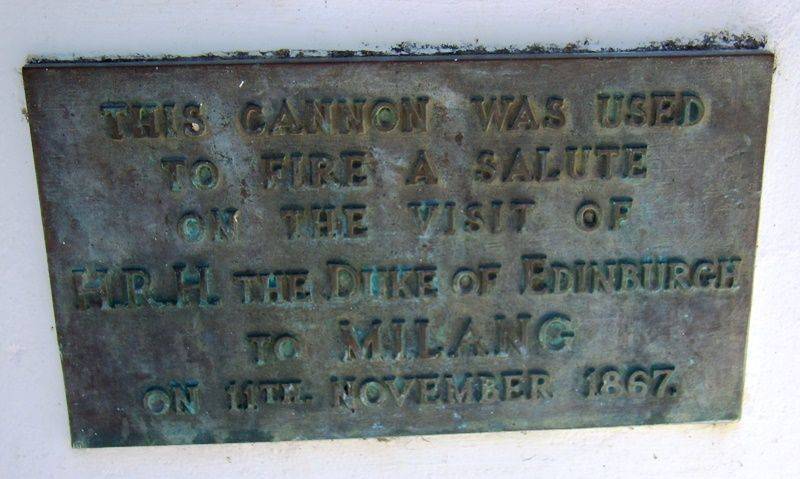 THIS CANNON WAS USED
TO FIRE A SALUTE
ON THE VISIT OF
H.R.H. THE DUKE OF EDINBURGH
TO MILANG
ON 11TH. NOVEMBER 1867.